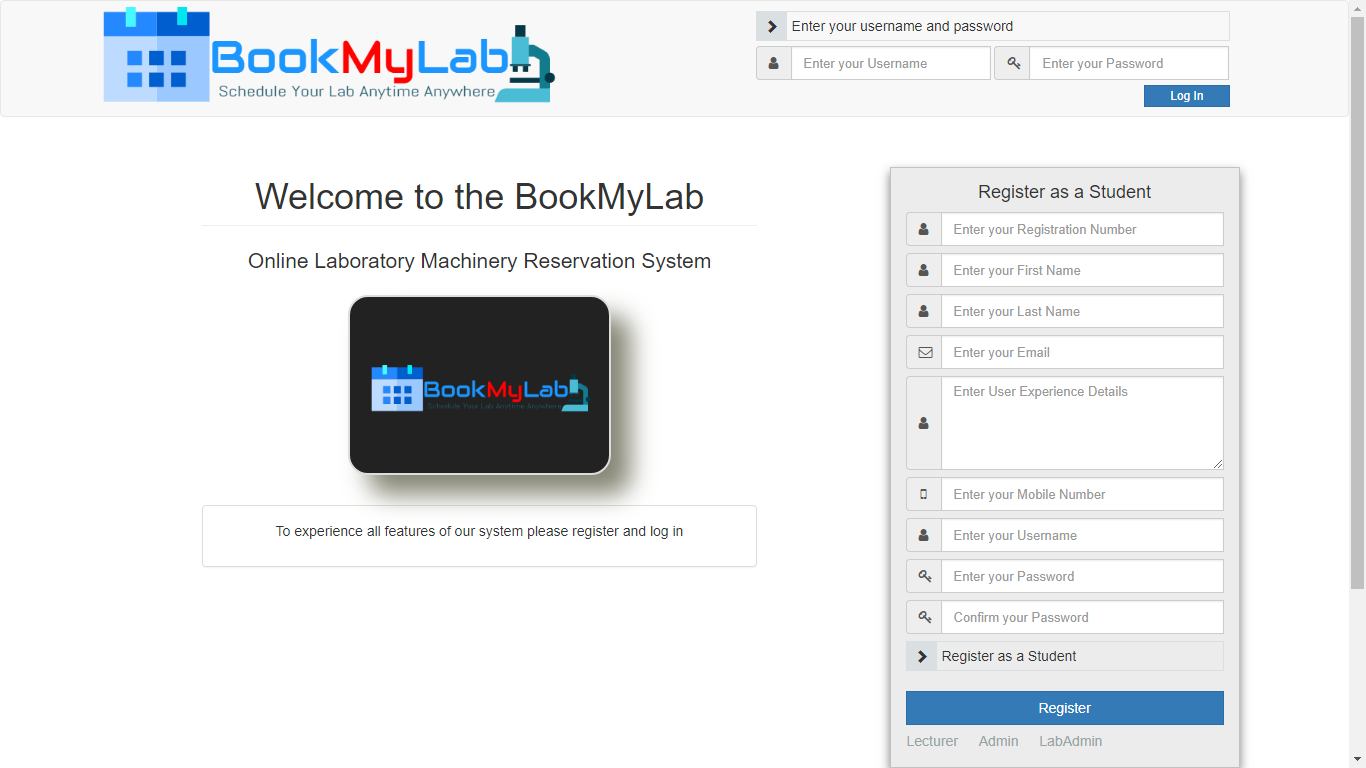 BookMyLab
Schedule Your Lab Anytime Anywhere
Enter your username and password
Enter your Username
Enter your Password
Log In
Welcome to the BookMyLab
Online Laboratory Machinery Reservation System
BookMyLab
Schedule Your Lab Anytime Anywhere
To experience all features of our system please register and log in
Register as a Student
Enter your Registration Number
Enter your First Name
Enter your Last Name
Enter your Email
Enter User Experience Details
Enter your Mobile Number
Enter your Username
Enter your Password
Confirm your Password
Register as a Student
Register
Lecturer Admin LabAdmin